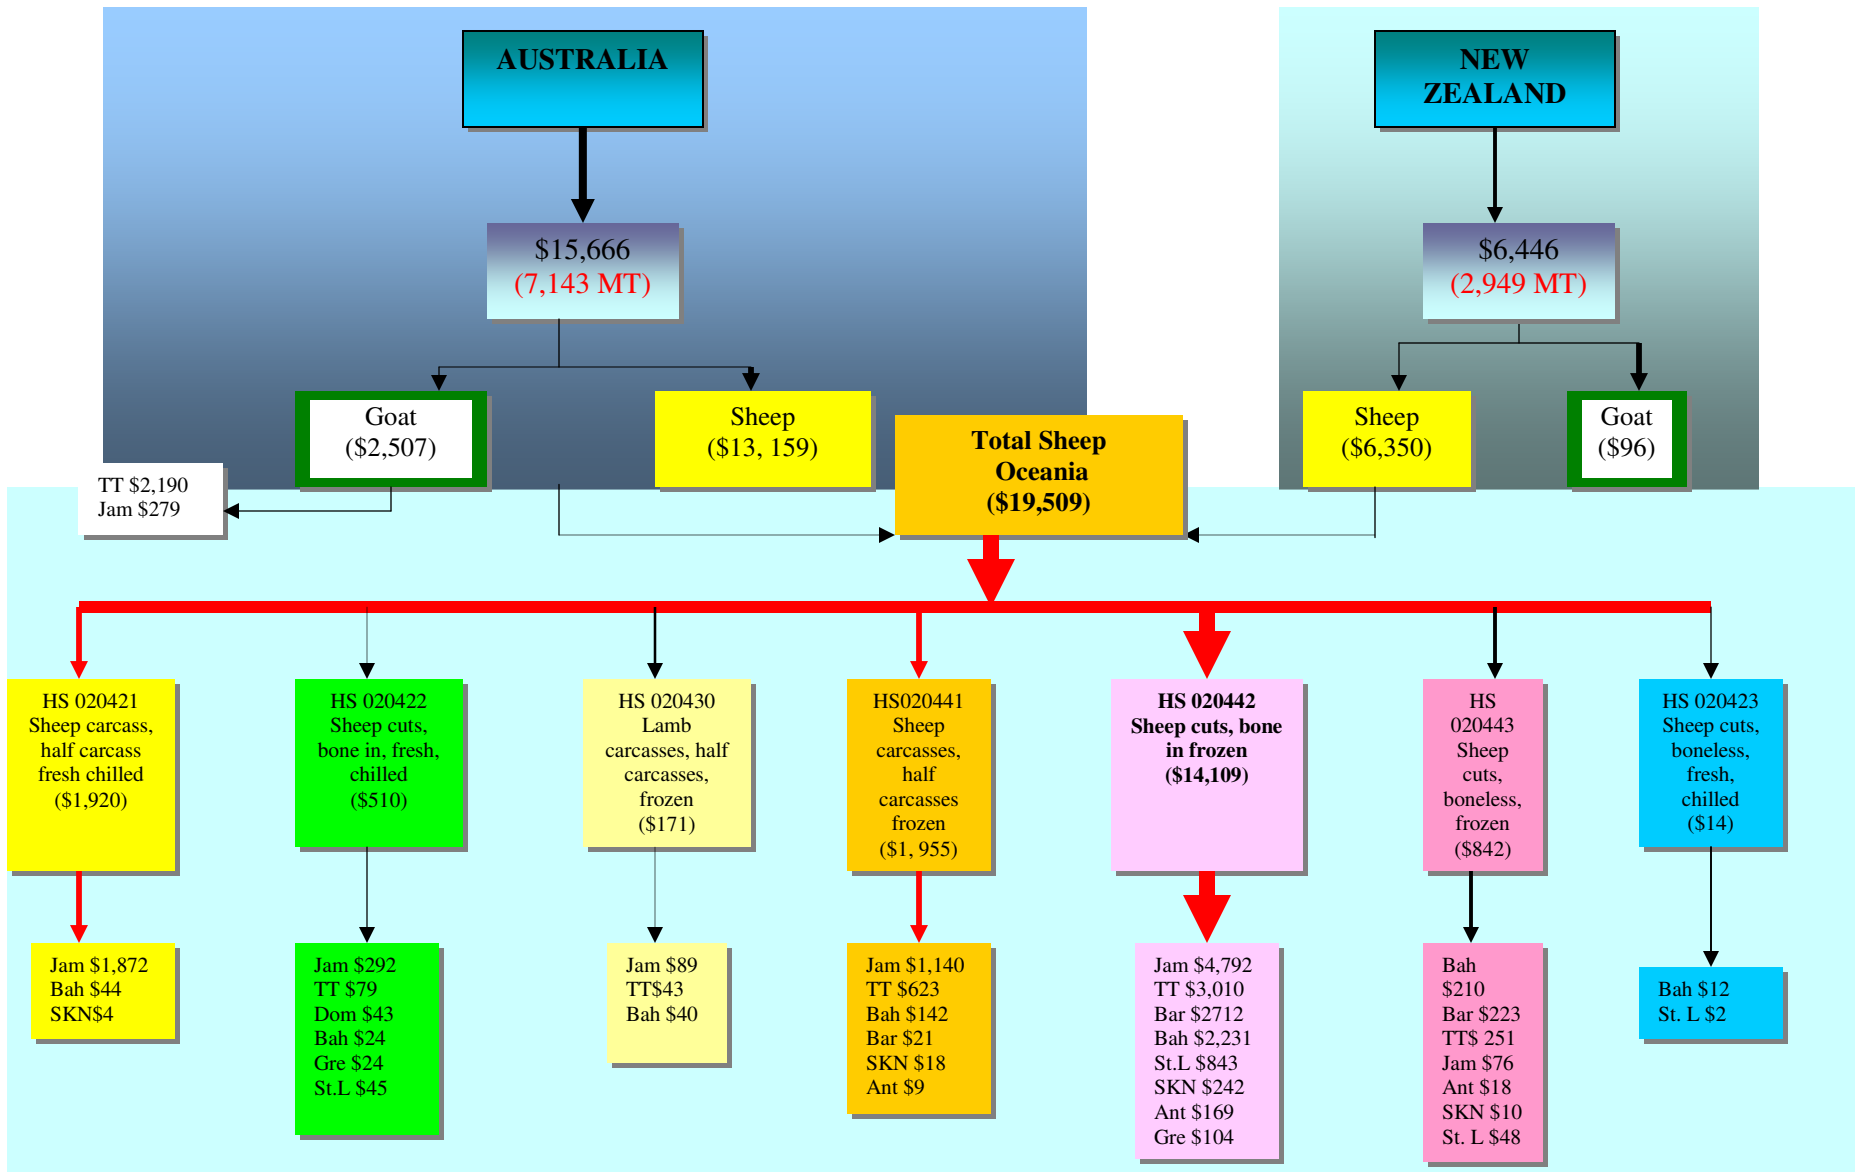 AUSTRALIA
NEW
ZEALAND
$15,666
(7,143 MT)
$6,446
(2,949 MT)
Goat
($2,507)
Sheep
($13, 159)
Total Sheep
Oceania
($19,509)
Sheep
($6,350)
Goat
($96)
TT $2,190
Jam $279
HS 020421
Sheep carcass,
half carcass
fresh chilled
($1,920)
HS 020422
Sheep cuts,
bone in, fresh,
chilled
($510)
HS 020430
Lamb
carcasses, half
carcasses,
frozen
($171)
HS020441
Sheep
carcasses,
half
carcasses
frozen
($1, 955)
HS 020442
Sheep cuts, bone
in frozen
($14,109)
HS
020443
Sheep
cuts,
boneless,
frozen
($842)
HS 020423
Sheep cuts,
boneless,
fresh,
chilled
($14)
Jam $1,872
Bah $44
SKN$4
Jam $292
TT $79
Dom $43
Bah $24
Gre $24
St.L $45
Jam $89
TT$43
Bah $40
Jam $1,140
TT $623
Bah $142
Bar $21
SKN $18
Ant $9
Jam $4,792
TT $3,010
Bar $2712
Bah $2,231
St.L $843
SKN $242
Ant $169
Gre $104
Bah
$210
Bar $223
TT$ 251
Jam $76
Ant $18
SKN $10
St. L $48
Bah $12
St. L $2